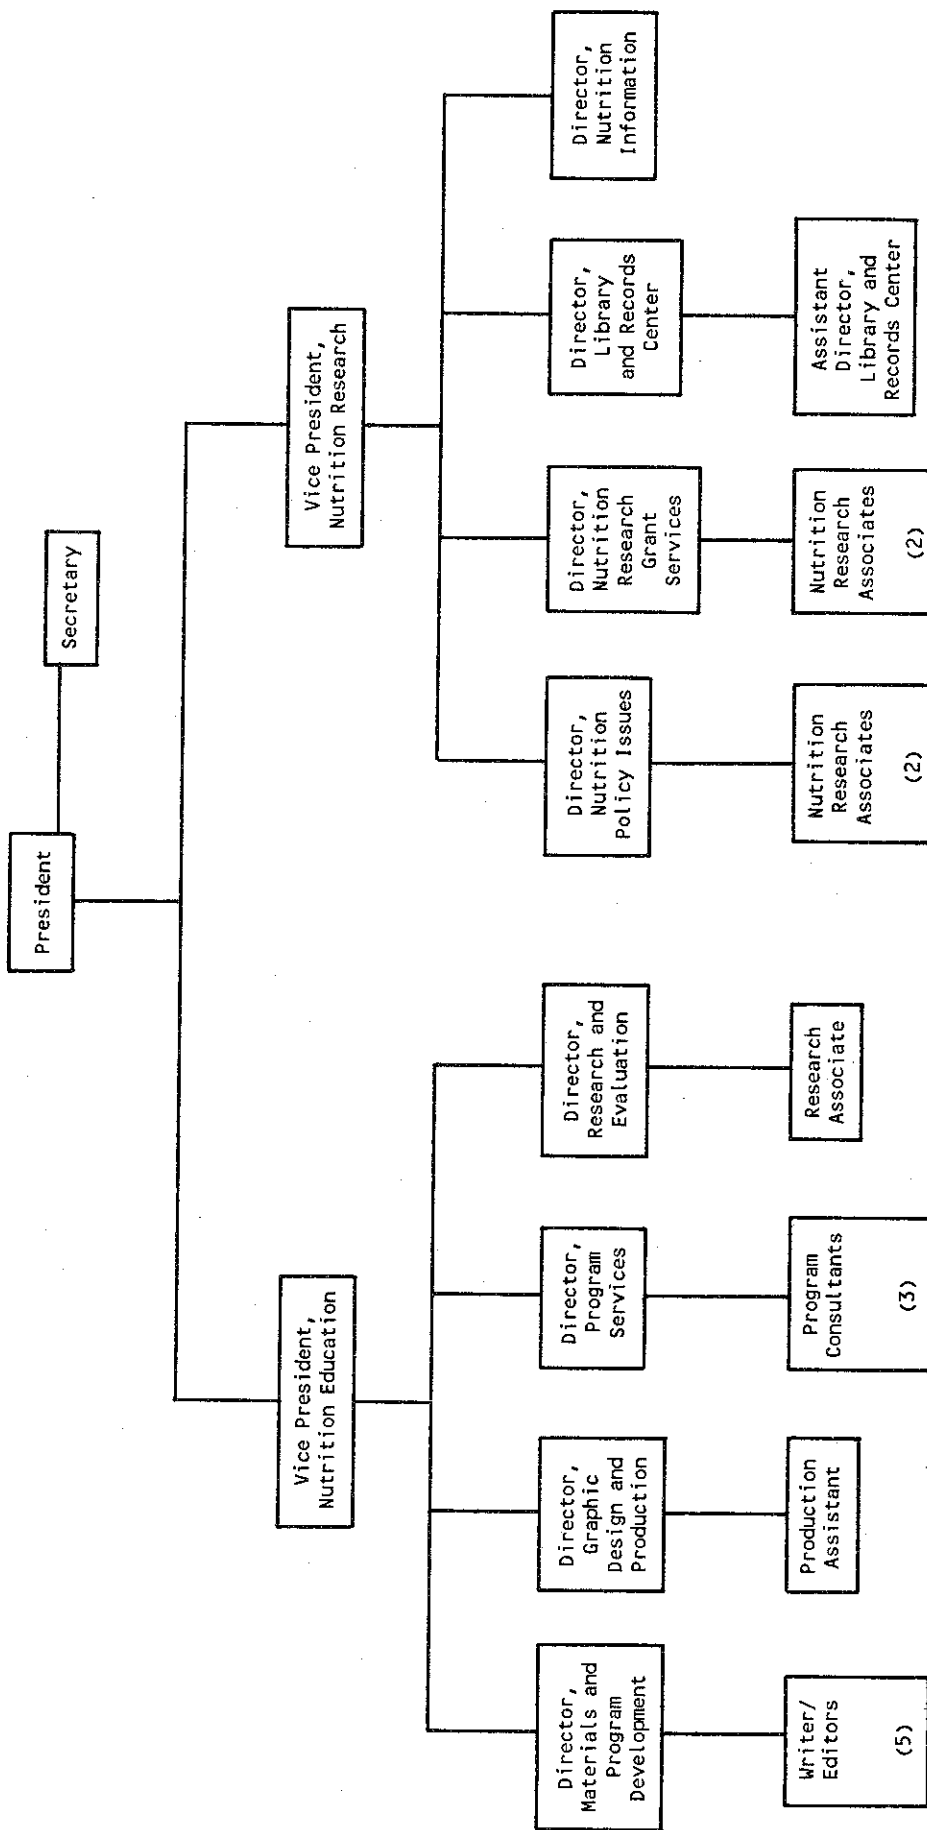 President
Secretary
Vice President,
Nutrition Education
Vice President,
Nutrition Research
Director,
Materials and
Program
Development
Director,
Graphic
Design and
Production
Director,
Program
Services
Director,
Research and
Evaluation
Director,
Nutrition
Policy Issues
Director,
Nutrition
Research
Grant
Services
Director,
Library
and Records
Center
Director,
Nutrition
Information
Writer/
Editors
(5)
Production
Assistant
Program
Consultants
(3)
Research
Associate
Nutrition
Research
Associates
(2)
Nutrition
Research
Associates
(2)
Assistant
Director,
Library and
Records Center